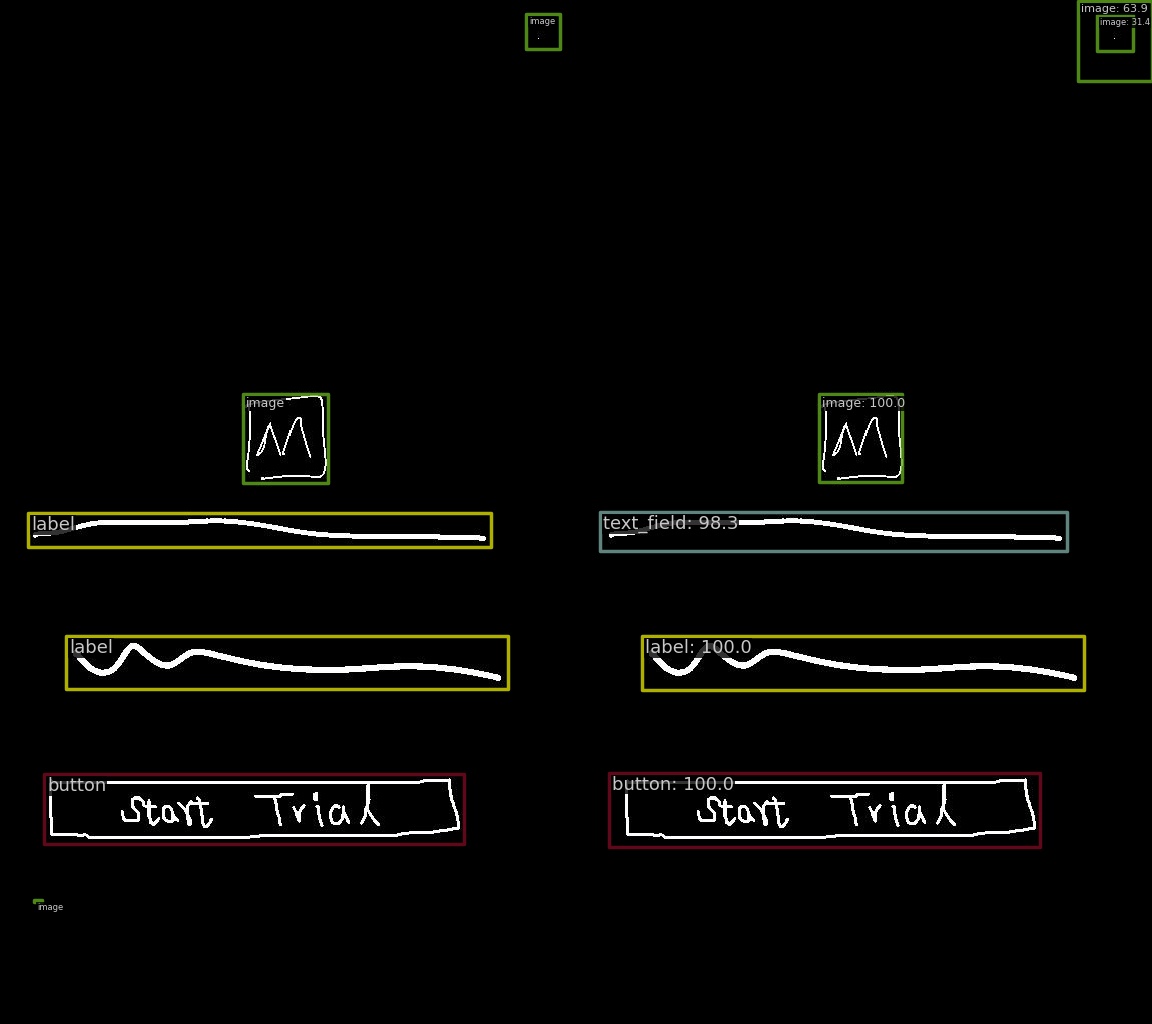 image image: 63.9
image: 31.4
image image: 100.0
M M
label text_field: 98.3
label label: 100.0
button button: 100.0
Start Trial Start Trial
image